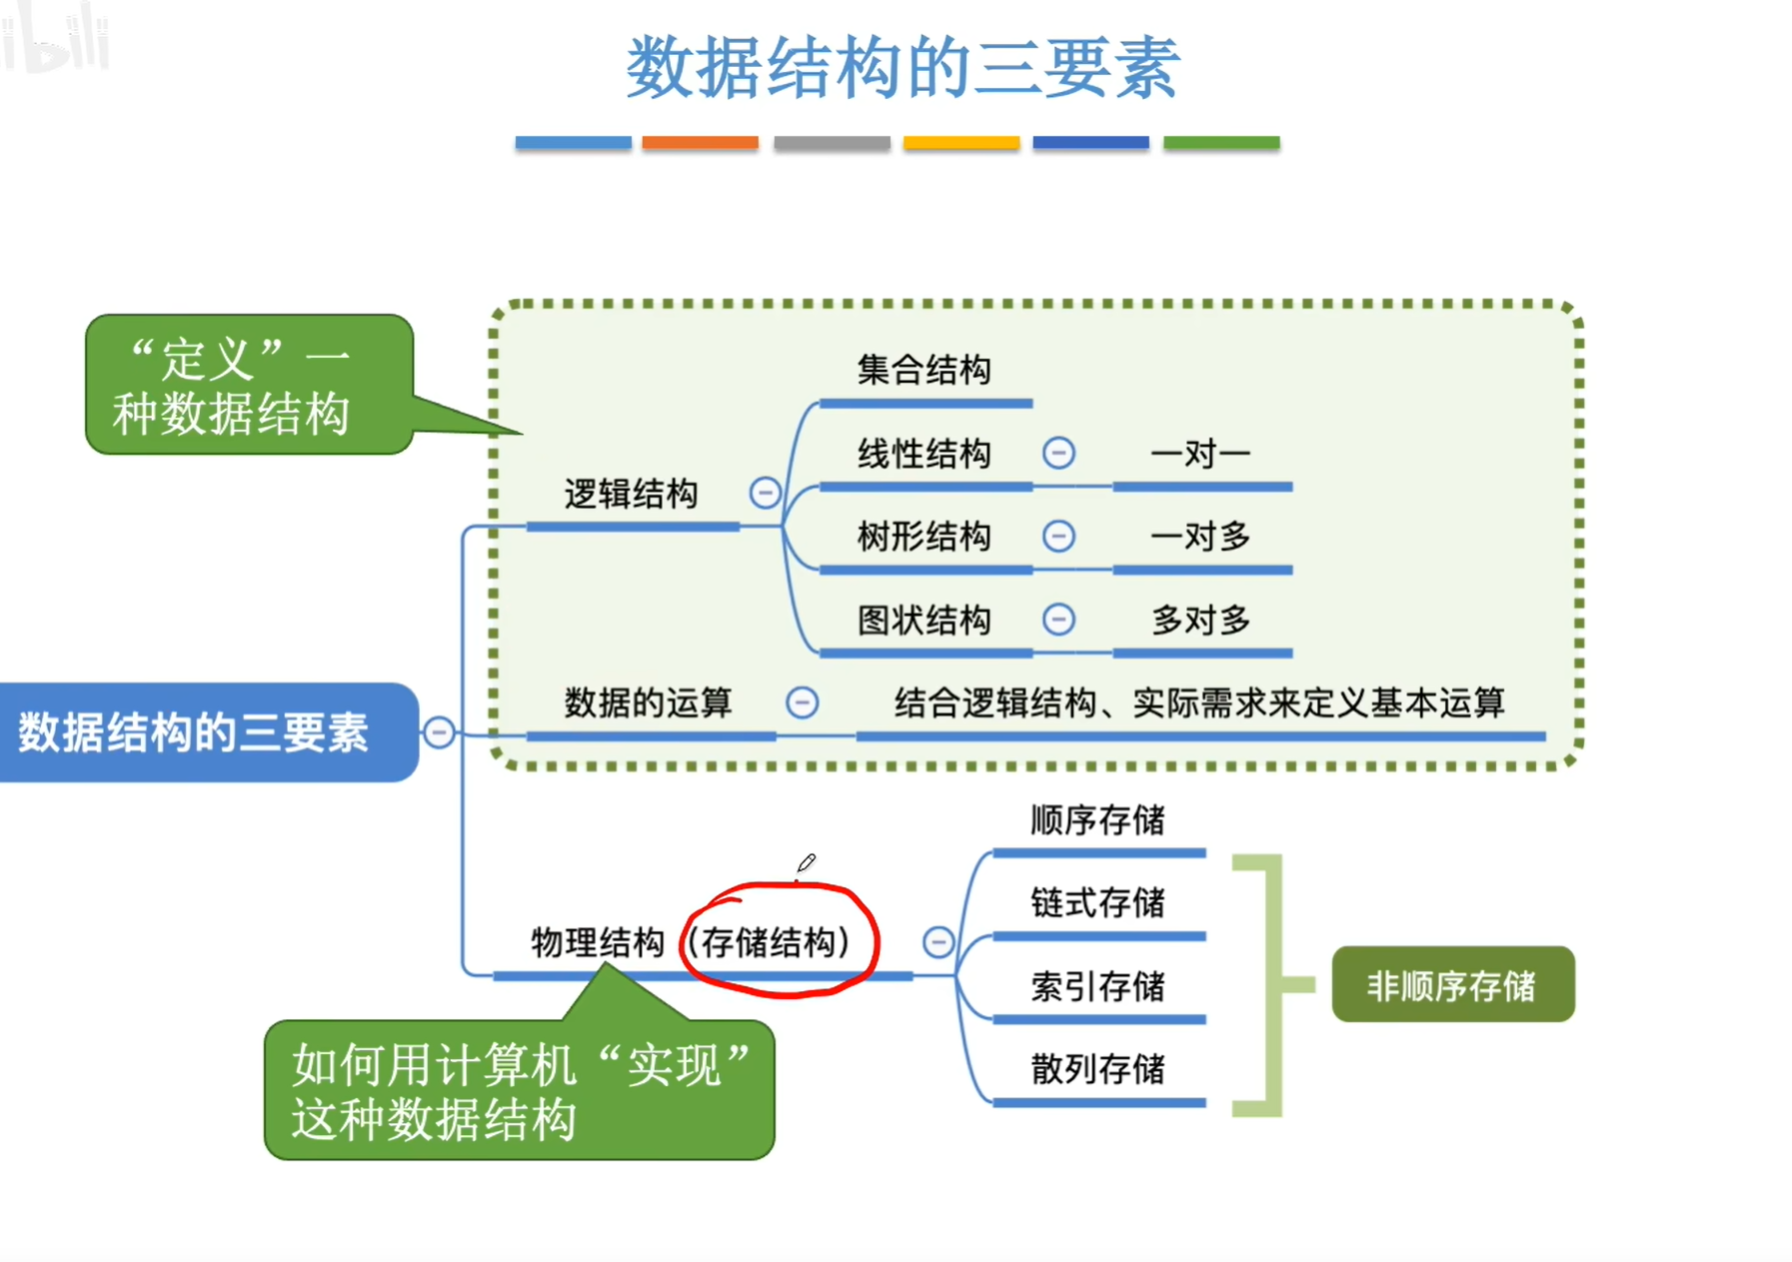 bilibili
数据结构的三要素
“定义”一
种数据结构
集合结构
线性结构 一对一
逻辑结构
树形结构 一对多
图状结构 多对多
数据的运算 结合逻辑结构、实际需求来定义基本运算
数据结构的三要素
顺序存储
链式存储
物理结构（存储结构）
索引存储
非顺序存储
散列存储
如何用计算机“实现”
这种数据结构